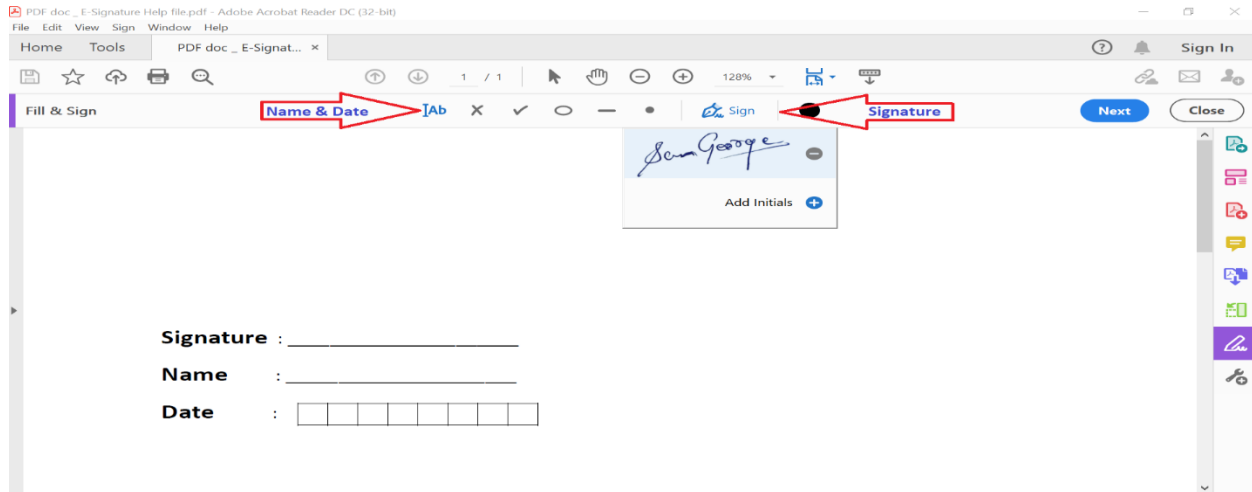 PDF doc _ E-Signature Help file.pdf - Adobe Acrobat Reader DC (32-bit)
File Edit View Sign Window Help
Home Tools PDF doc _ E-Signat... × ? Sign In
1 / 1 128%
Fill & Sign Name & Date Ab Sign Signature Next Close
Sam George
Add Initials
Signature : ______________________
Name : ______________________
Date :